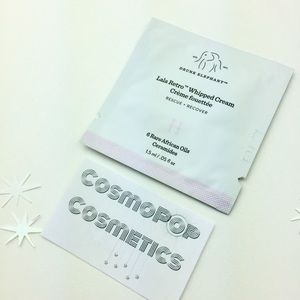 DRUNK ELEPHANT™
Lala Retro™ Whipped Cream
Crème fouettée
RESCUE + RECOVER
6 Rare African Oils
Ceramides
1.5 ml / .05 fl oz
COSMOPOP
COSMETICS